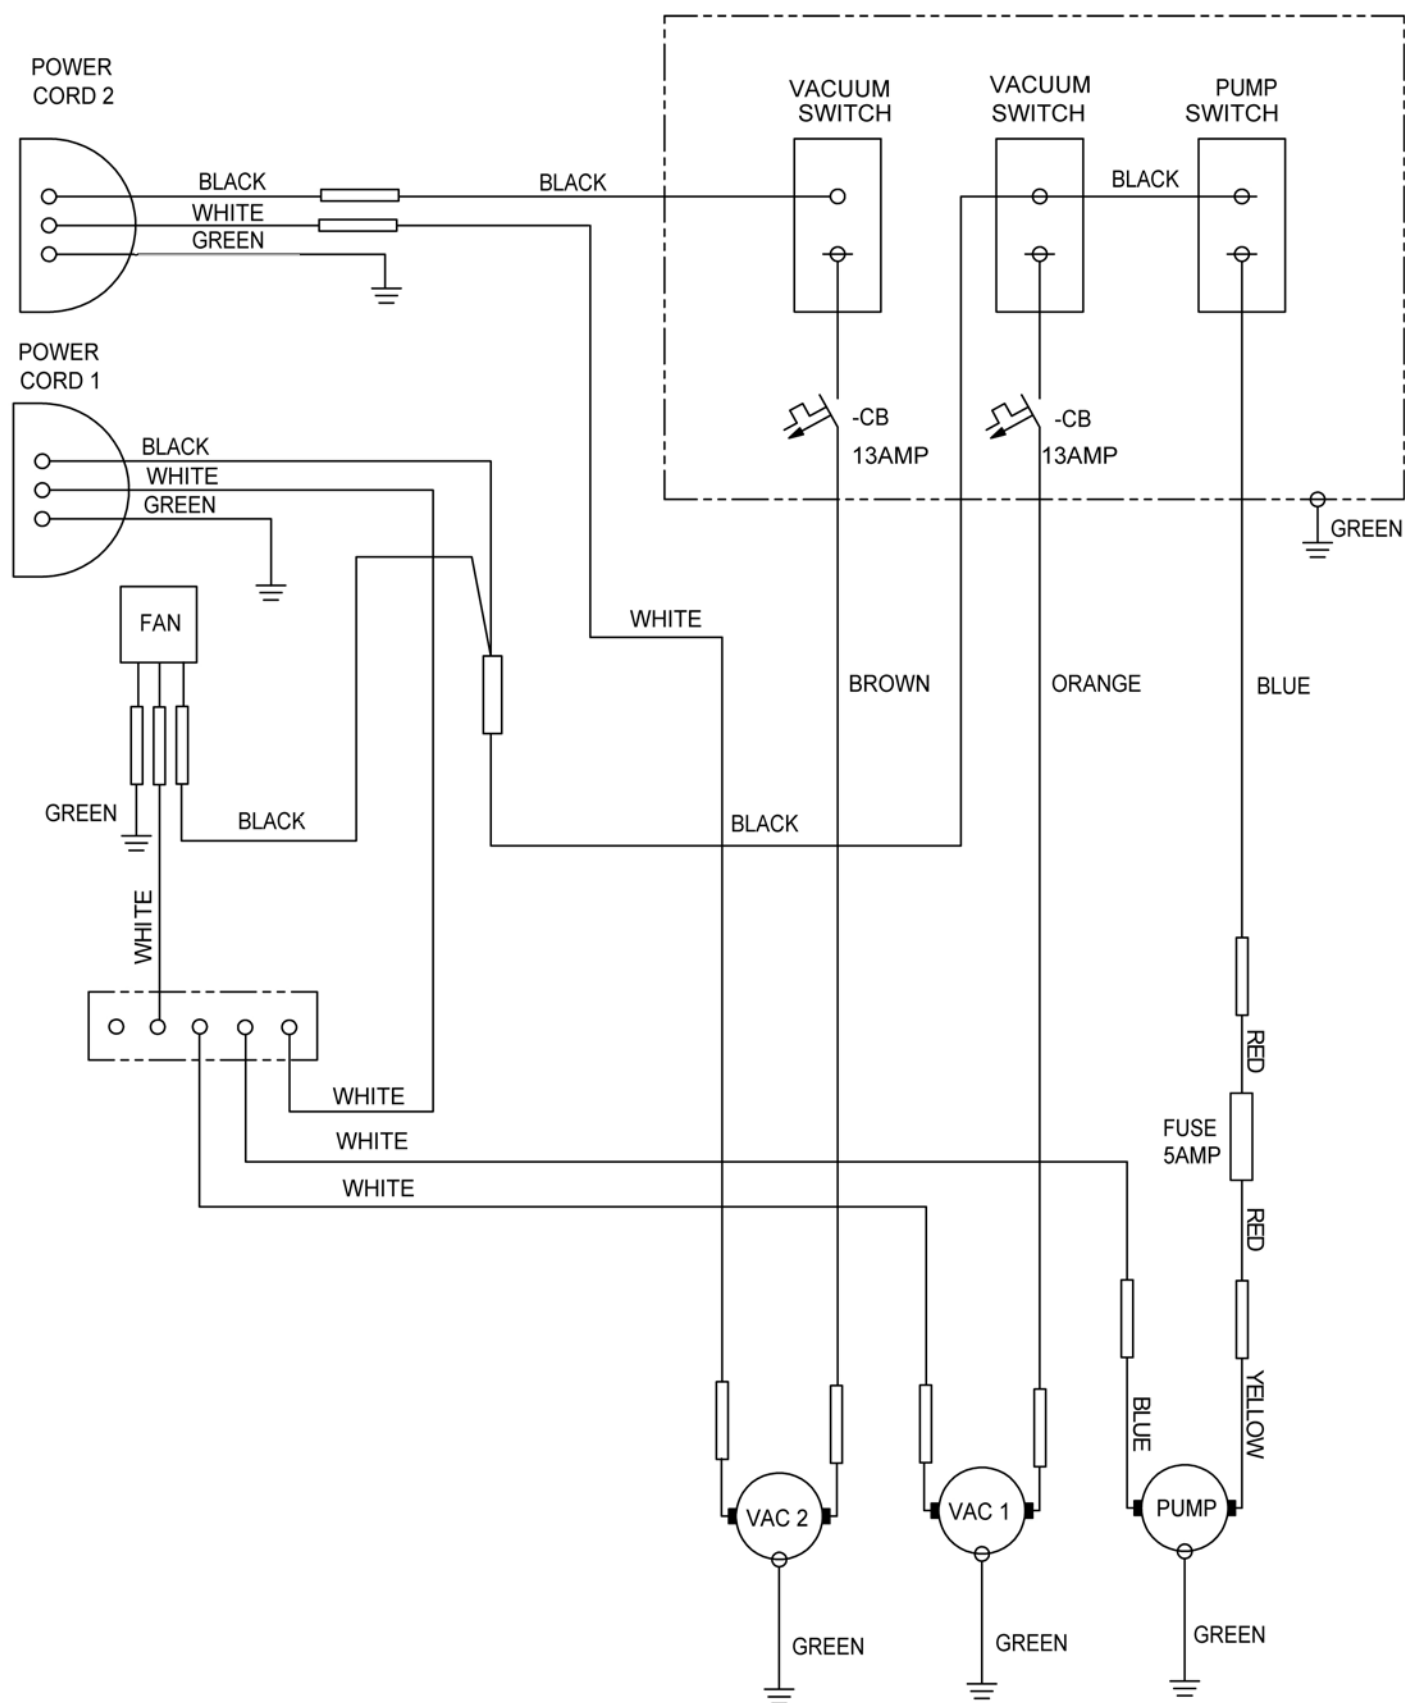 POWER
CORD 2
VACUUM
SWITCH
VACUUM
SWITCH
PUMP
SWITCH
BLACK
BLACK
BLACK
WHITE
GREEN
POWER
CORD 1
BLACK
WHITE
GREEN
-CB
13AMP
-CB
13AMP
GREEN
FAN
WHITE
BROWN
ORANGE
BLUE
GREEN
BLACK
BLACK
WHITE
RED
WHITE
WHITE
WHITE
FUSE
5AMP
RED
YELLOW
BLUE
VAC 2
VAC 1
PUMP
GREEN
GREEN
GREEN